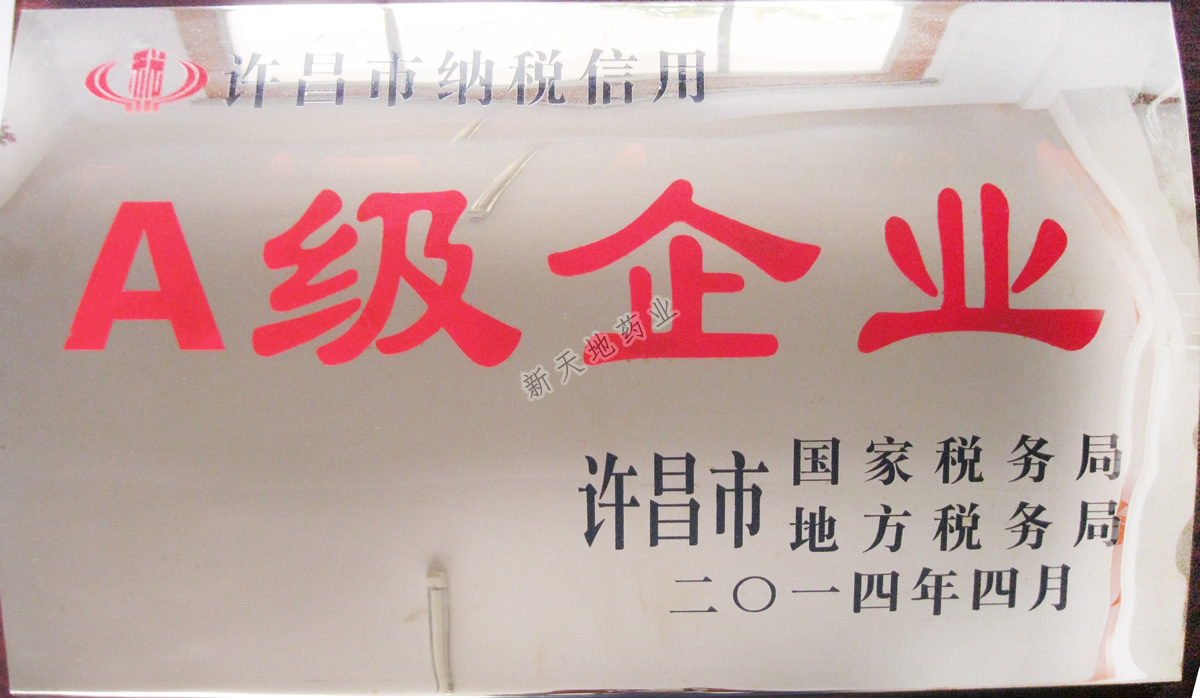 税
许昌市纳税信用
A级企业
新天地药业
许昌市
国家税务局
地方税务局
二〇一四年四月